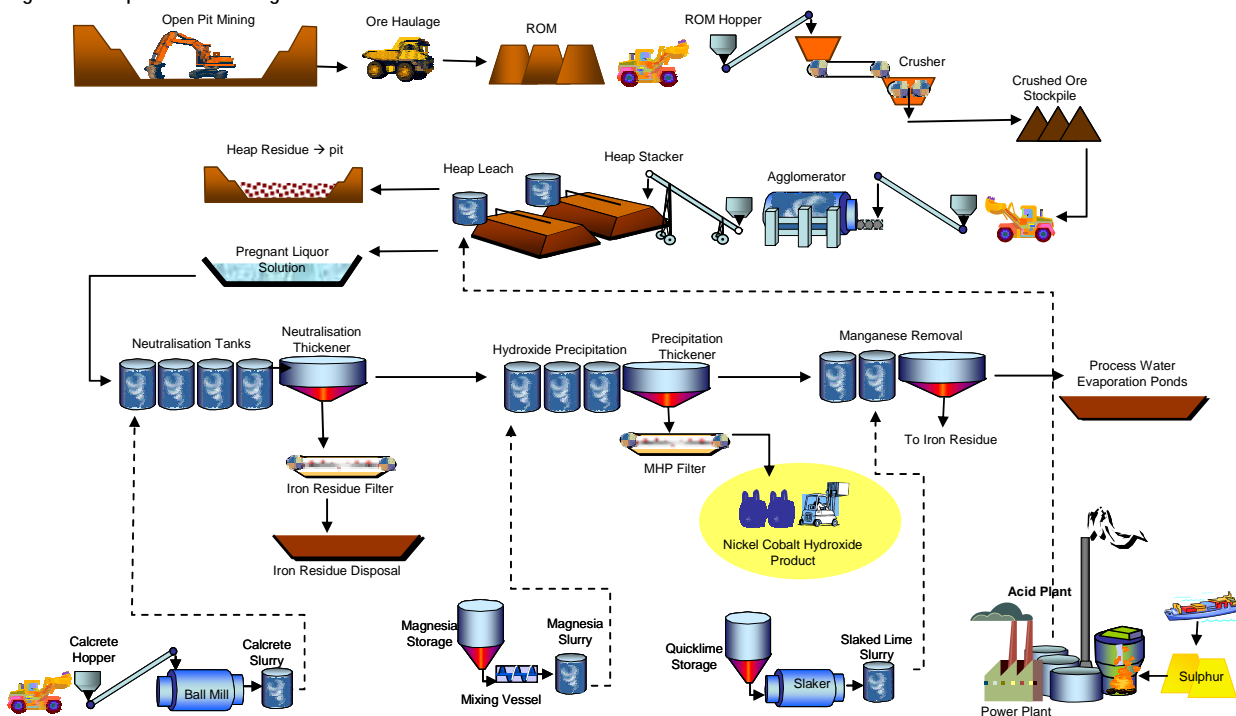 Open Pit Mining
Ore Haulage
ROM
ROM Hopper
Crusher
Crushed Ore
Stockpile
Heap Residue → pit
Heap Leach
Heap Stacker
Agglomerator
Pregnant Liquor
Solution
Neutralisation Tanks
Neutralisation
Thickener
Hydroxide Precipitation
Precipitation
Thickener
Manganese Removal
Process Water
Evaporation Ponds
To Iron Residue
Iron Residue Filter
MHP Filter
Nickel Cobalt Hydroxide
Product
Iron Residue Disposal
Calcrete
Hopper
Ball Mill
Calcrete
Slurry
Magnesia
Storage
Mixing Vessel
Magnesia
Slurry
Quicklime
Storage
Slaker
Slaked Lime
Slurry
Acid Plant
Power Plant
Sulphur